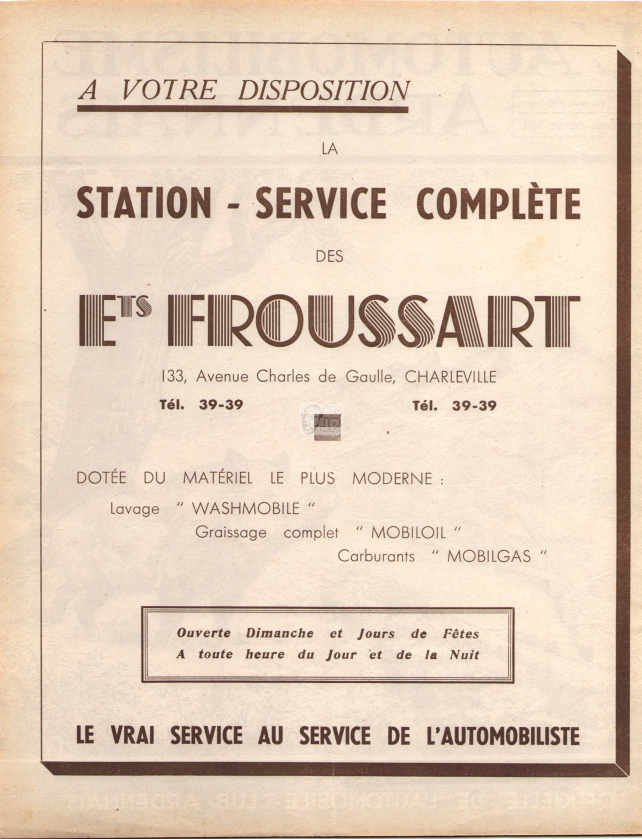 A VOTRE DISPOSITION
LA
STATION - SERVICE COMPLÈTE
DES
ETS FROUSSART
133, Avenue Charles de Gaulle, CHARLEVILLE
Tél. 39-39 Tél. 39-39
DOTÉE DU MATÉRIEL LE PLUS MODERNE :
Lavage “ WASHMOBILE “
Graissage complet “ MOBILOIL “
Carburants “ MOBILGAS “
Ouverte Dimanche et Jours de Fêtes
A toute heure du Jour et de la Nuit
LE VRAI SERVICE AU SERVICE DE L'AUTOMOBILISTE